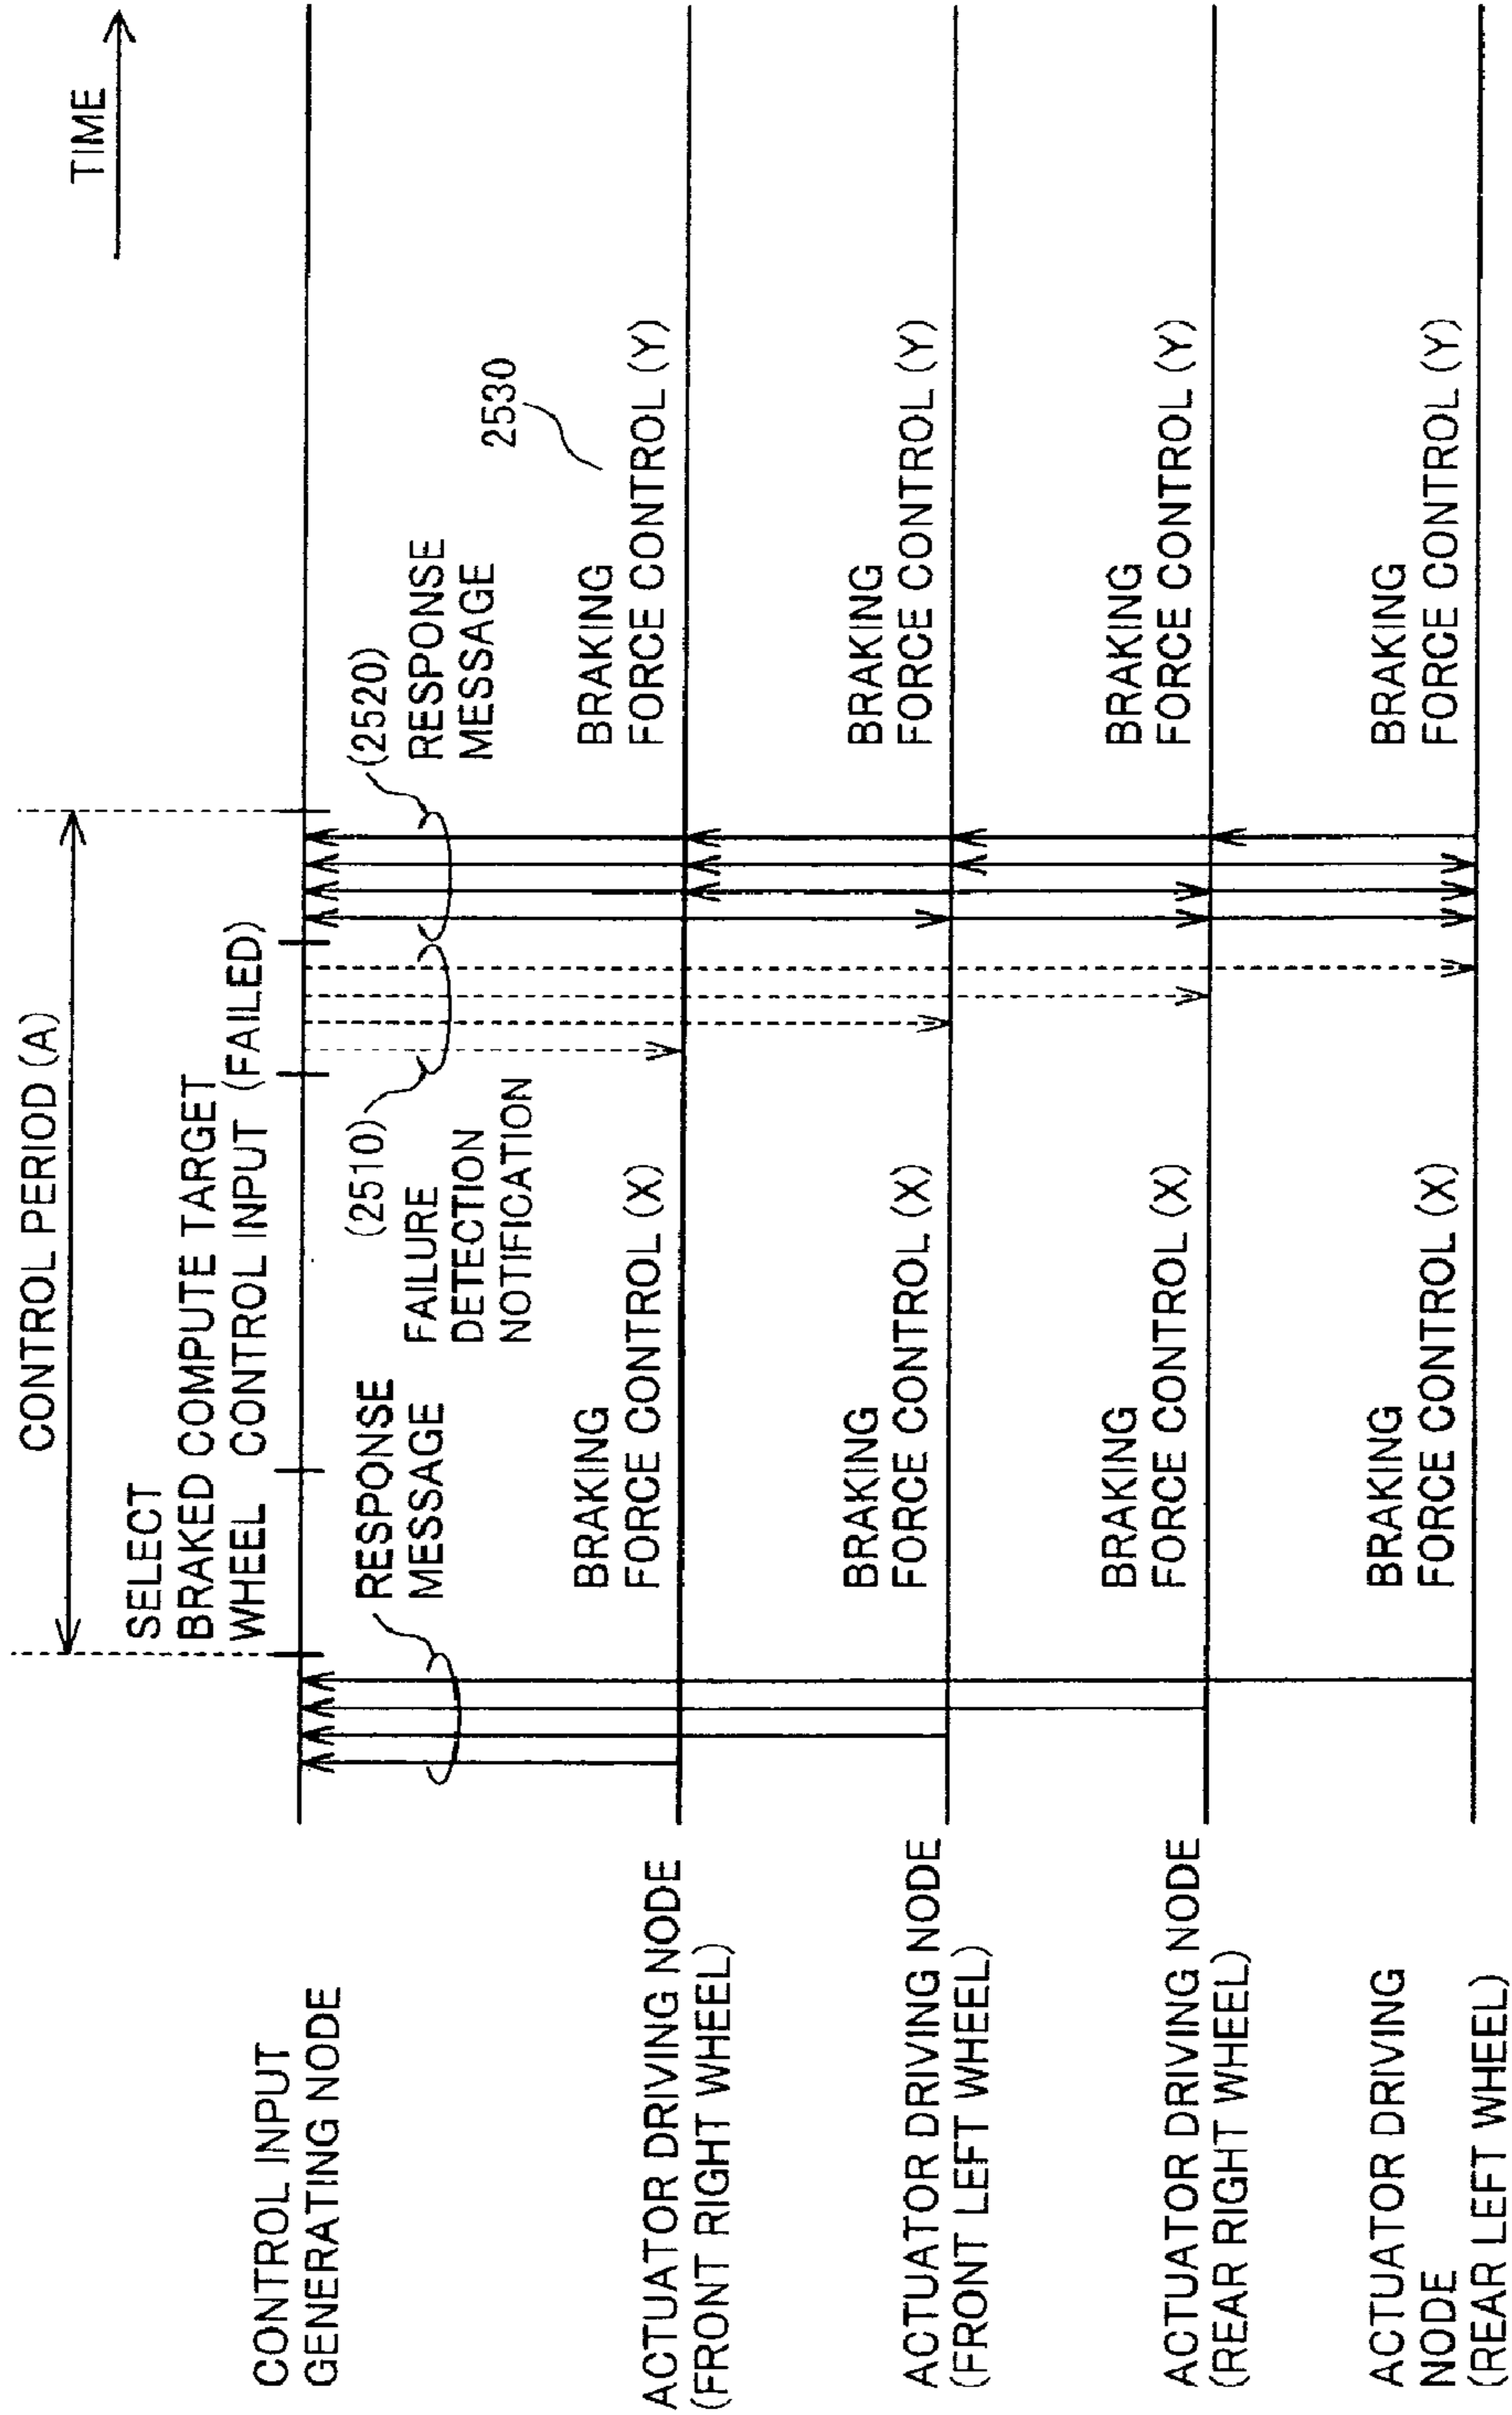 TIME
CONTROL PERIOD (A)
SELECT
BRAKED COMPUTE TARGET
WHEEL CONTROL INPUT (FAILED)
CONTROL INPUT
GENERATING NODE
RESPONSE
MESSAGE
(2510)
FAILURE
DETECTION
NOTIFICATION
(2520)
RESPONSE
MESSAGE
2530
ACTUATOR DRIVING NODE
(FRONT RIGHT WHEEL)
BRAKING
FORCE CONTROL (X)
BRAKING
FORCE CONTROL (Y)
ACTUATOR DRIVING NODE
(FRONT LEFT WHEEL)
BRAKING
FORCE CONTROL (X)
BRAKING
FORCE CONTROL (Y)
ACTUATOR DRIVING NODE
(REAR RIGHT WHEEL)
BRAKING
FORCE CONTROL (X)
BRAKING
FORCE CONTROL (Y)
ACTUATOR DRIVING
NODE
(REAR LEFT WHEEL)
BRAKING
FORCE CONTROL (X)
BRAKING
FORCE CONTROL (Y)